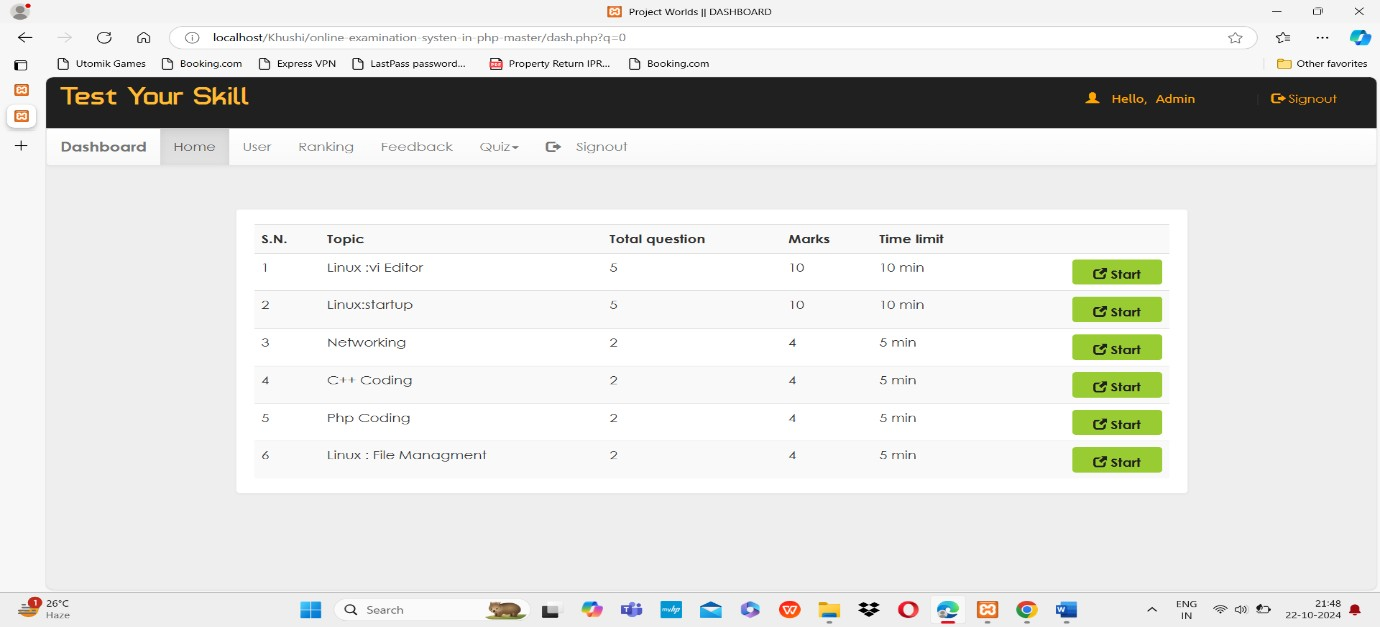 Project Worlds || DASHBOARD
localhost/Khushi/online-examination-systen-in-php-master/dash.php?q=0
Utomik Games Booking.com Express VPN LastPass password... Property Return IPR... Booking.com Other favorites
Test Your Skill Hello, Admin Signout
Dashboard Home User Ranking Feedback Quiz Signout
S.N. Topic Total question Marks Time limit
1 Linux :vi Editor 5 10 10 min Start
2 Linux:startup 5 10 10 min Start
3 Networking 2 4 5 min Start
4 C++ Coding 2 4 5 min Start
5 Php Coding 2 4 5 min Start
6 Linux : File Managment 2 4 5 min Start
1 26°C Search myhp ENG 21:48
Haze IN 22-10-2024